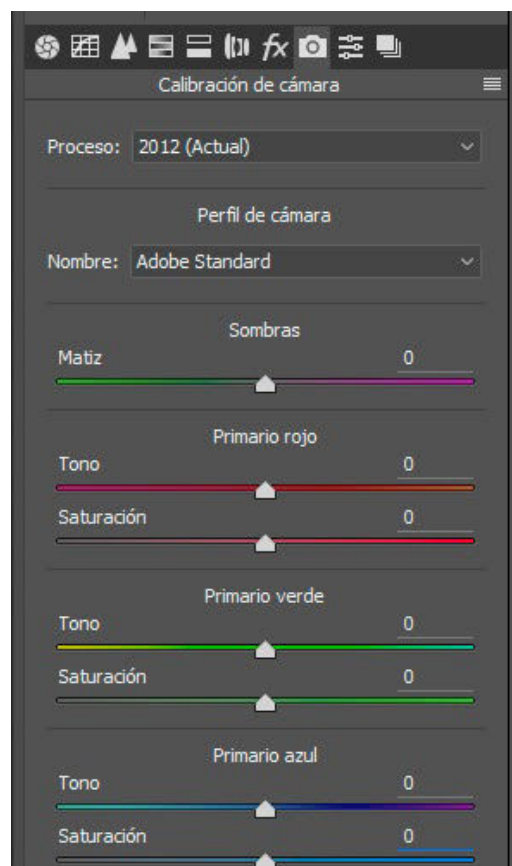 fx
Calibración de cámara
Proceso: 2012 (Actual)
Perfil de cámara
Nombre: Adobe Standard
Sombras
Matiz 0
Primario rojo
Tono 0
Saturación 0
Primario verde
Tono 0
Saturación 0
Primario azul
Tono 0
Saturación 0